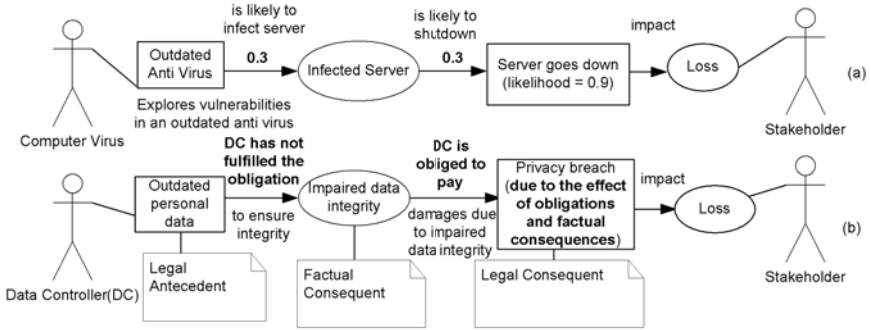 is likely to
infect server
0.3
is likely to
shutdown
0.3
impact
Outdated
Anti Virus
Infected Server
Server goes down
(likelihood = 0.9)
Loss
(a)
Explores vulnerabilities
in an outdated anti virus
Computer Virus
Stakeholder
DC has not
fulfilled the
obligation
to ensure
integrity
DC is
obiged to
pay
damages due
to impaired
data integrity
impact
Outdated
personal
data
Impaired data
integrity
Privacy breach
(due to the effect
of obligations
and factual
consequences)
Loss
(b)
Legal
Antecedent
Factual
Consequent
Legal Consequent
Data Controller(DC)
Stakeholder